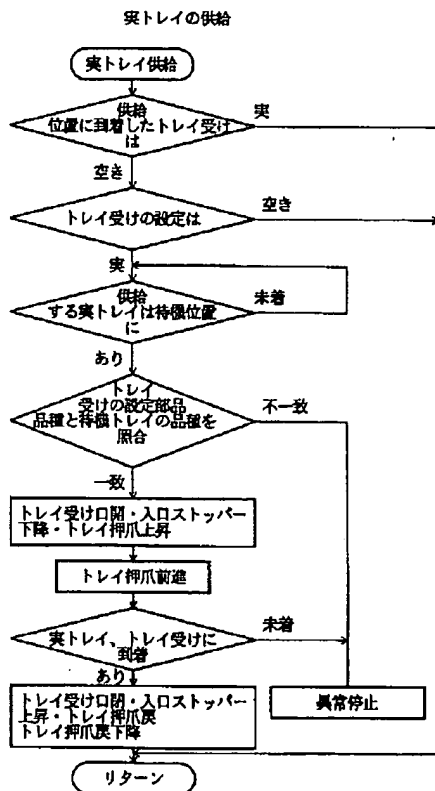 実トレイの供給
実トレイ供給
供給
位置に到着したトレイ受け
は
実
空き
トレイ受けの設定は
空き
実
供給
する実トレイは待機位置
に
未着
あり
トレイ
受けの設定部品
品種と待機トレイの品種を
照合
不一致
一致
トレイ受け口開・入口ストッパー
下降・トレイ押爪上昇
トレイ押爪前進
実トレイ、トレイ受けに
到着
未着
あり
トレイ受け口閉・入口ストッパー
上昇・トレイ押爪戻
トレイ押爪戻下降
異常停止
リターン